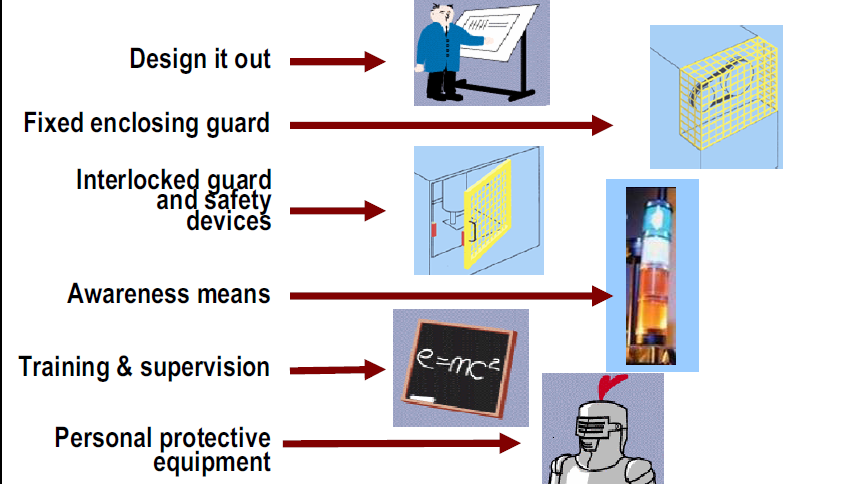 Design it out
Fixed enclosing guard
Interlocked guard
and safety
devices
Awareness means
Training & supervision
e=mc²
Personal protective
equipment